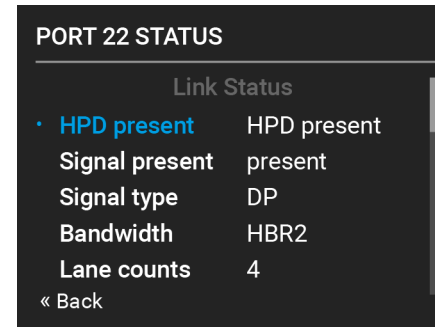 PORT 22 STATUS
Link Status
• HPD present HPD present
Signal present present
Signal type DP
Bandwidth HBR2
Lane counts 4
« Back